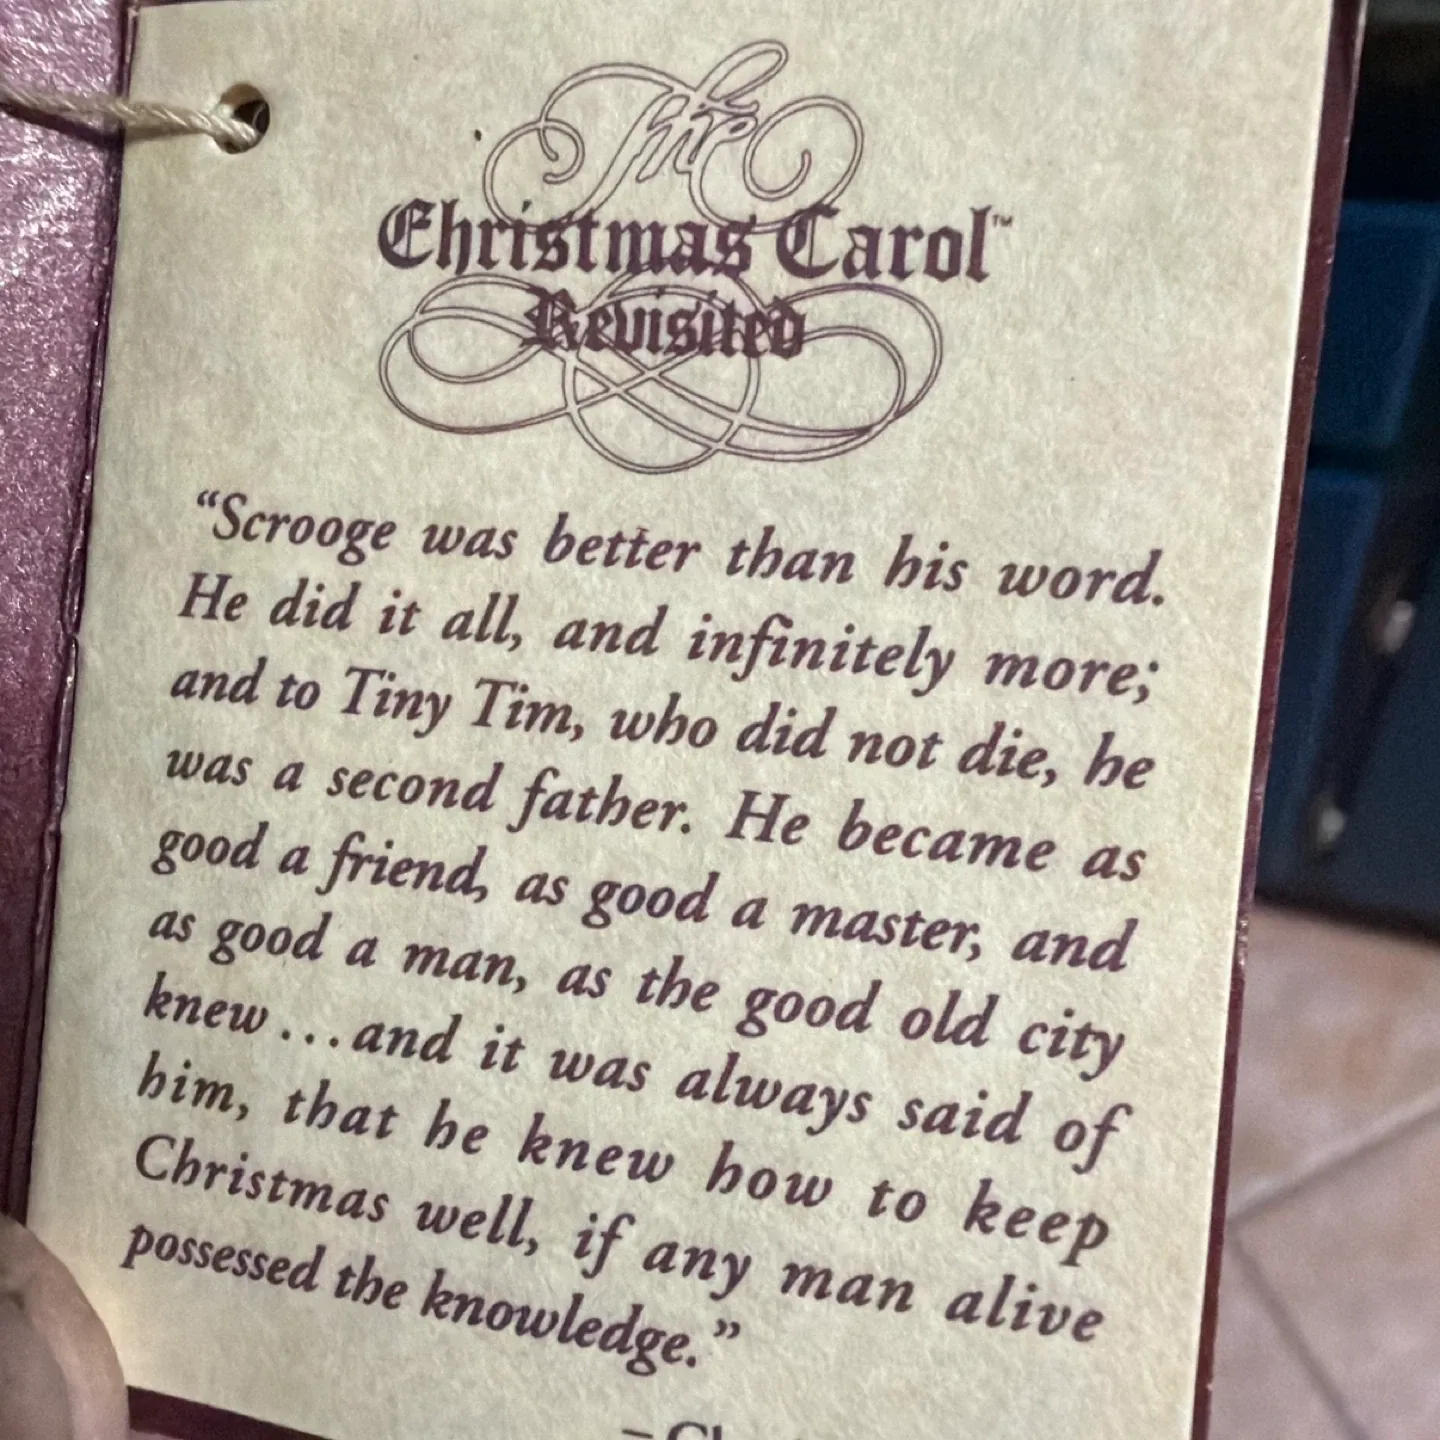 The
Christmas Carol™
Revisited
“Scrooge was better than his word.
He did it all, and infinitely more;
and to Tiny Tim, who did not die, he
was a second father. He became as
good a friend, as good a master, and
as good a man, as the good old city
knew...and it was always said of
him, that he knew how to keep
Christmas well, if any man alive
possessed the knowledge.”